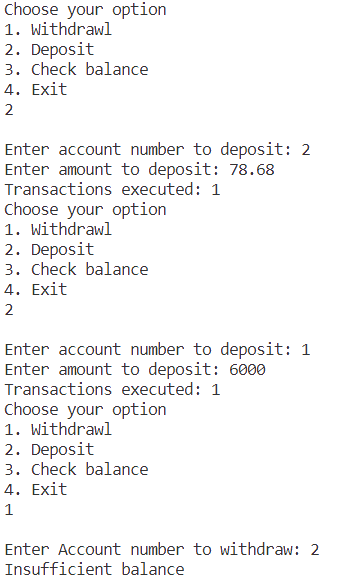 Choose your option
1. Withdrawl
2. Deposit
3. Check balance
4. Exit
2
Enter account number to deposit: 2
Enter amount to deposit: 78.68
Transactions executed: 1
Choose your option
1. Withdrawl
2. Deposit
3. Check balance
4. Exit
2
Enter account number to deposit: 1
Enter amount to deposit: 6000
Transactions executed: 1
Choose your option
1. Withdrawl
2. Deposit
3. Check balance
4. Exit
1
Enter Account number to withdraw: 2
Insufficient balance